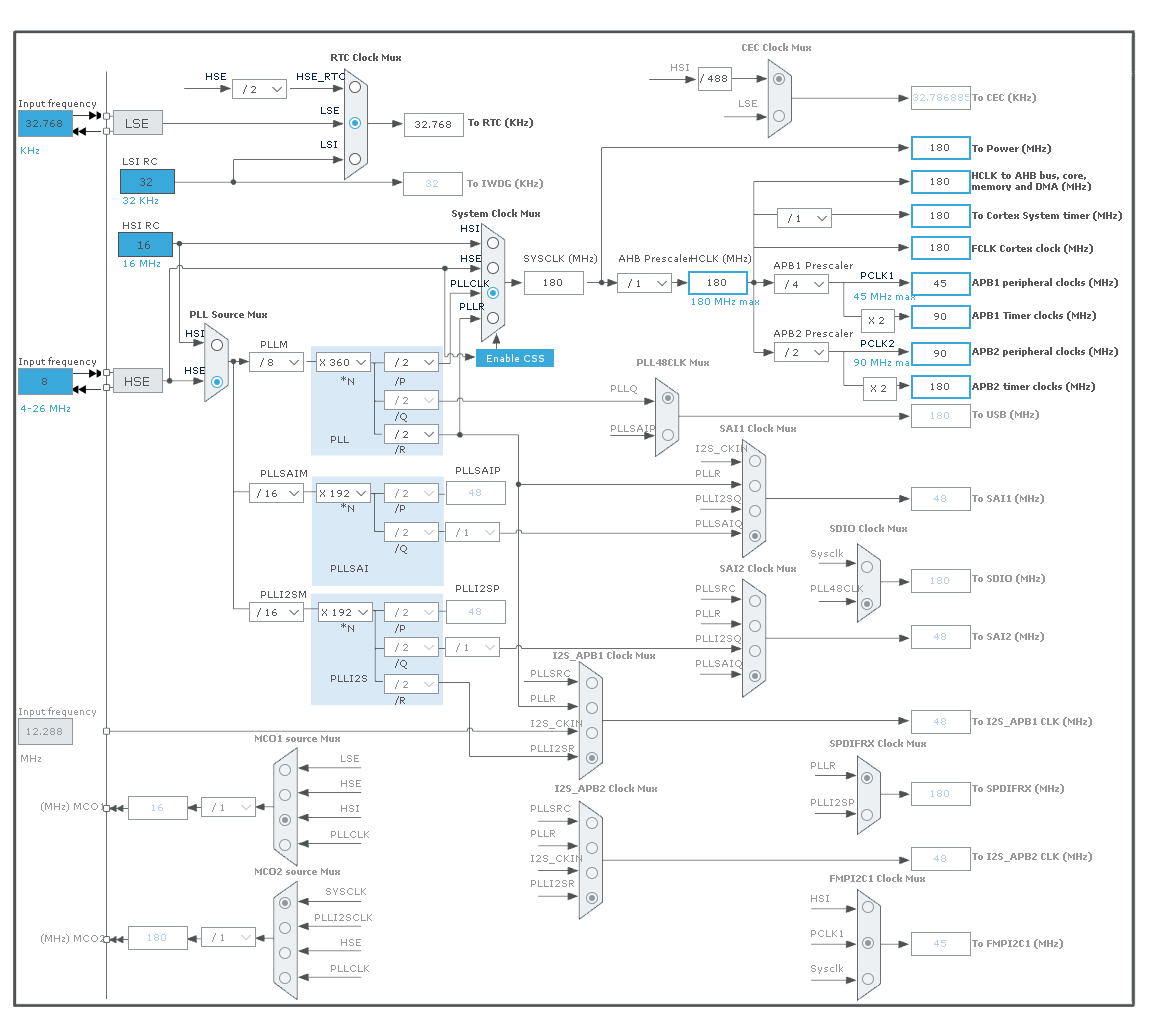 RTC Clock Mux
HSE
/ 2
HSE_RTC
Input frequency
32.768
KHz
LSE
LSE
32.768
To RTC (KHz)
LSI
LSI RC
32
32 KHz
32
To IWDG (KHz)
CEC Clock Mux
HSI
/ 488
LSE
32.786885
To CEC (KHz)
HSI RC
16
16 MHz
System Clock Mux
HSI
HSE
PLLCLK
PLLR
SYSCLK (MHz)
180
AHB Prescaler
/ 1
HCLK (MHz)
180
180 MHz max
180
To Power (MHz)
180
HCLK to AHB bus, core,
memory and DMA (MHz)
/ 1
180
To Cortex System timer (MHz)
180
FCLK Cortex clock (MHz)
APB1 Prescaler
/ 4
PCLK1
45 MHz max
45
APB1 peripheral clocks (MHz)
X 2
90
APB1 Timer clocks (MHz)
APB2 Prescaler
/ 2
PCLK2
90 MHz max
90
APB2 peripheral clocks (MHz)
X 2
180
APB2 timer clocks (MHz)
Enable CSS
PLL Source Mux
HSI
HSE
Input frequency
8
4-26 MHz
HSE
PLLM
/ 8
X 360
*N
/ 2
/P
/ 2
/Q
/ 2
/R
PLL
PLL48CLK Mux
PLLQ
PLLSAIP
180
To USB (MHz)
PLLSAIM
/ 16
X 192
*N
/ 2
/P
/ 2
/Q
PLLSAI
PLLSAIP
48
/ 1
SAI1 Clock Mux
I2S_CKIN
PLLR
PLLI2SQ
PLLSAIQ
48
To SAI1 (MHz)
SDIO Clock Mux
Sysclk
PLL48CLK
180
To SDIO (MHz)
PLLI2SM
/ 16
X 192
*N
/ 2
/P
/ 2
/Q
/ 2
/R
PLLI2S
PLLI2SP
48
/ 1
SAI2 Clock Mux
PLLSRC
PLLR
PLLI2SQ
PLLSAIQ
48
To SAI2 (MHz)
I2S_APB1 Clock Mux
PLLSRC
PLLR
I2S_CKIN
PLLI2SR
48
To I2S_APB1 CLK (MHz)
Input frequency
12.288
MHz
MCO1 source Mux
LSE
HSE
HSI
PLLCLK
(MHz) MCO1
16
/ 1
SPDIFRX Clock Mux
PLLR
PLLI2SP
180
To SPDIFRX (MHz)
I2S_APB2 Clock Mux
PLLSRC
PLLR
I2S_CKIN
PLLI2SR
48
To I2S_APB2 CLK (MHz)
MCO2 source Mux
SYSCLK
PLLI2SCLK
HSE
PLLCLK
(MHz) MCO2
180
/ 1
FMPI2C1 Clock Mux
HSI
PCLK1
Sysclk
45
To FMPI2C1 (MHz)